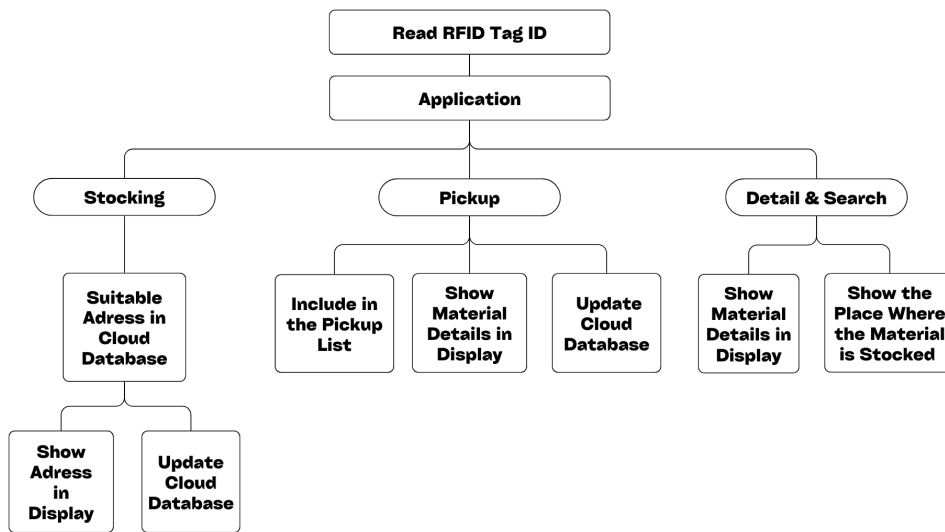 Read RFID Tag ID
Application
Stocking
Pickup
Detail & Search
Suitable
Adress in
Cloud
Database
Include in
the Pickup
List
Show
Material
Details in
Display
Update
Cloud
Database
Show
Material
Details in
Display
Show the
Place Where
the Material
is Stocked
Show
Adress
in
Display
Update
Cloud
Database